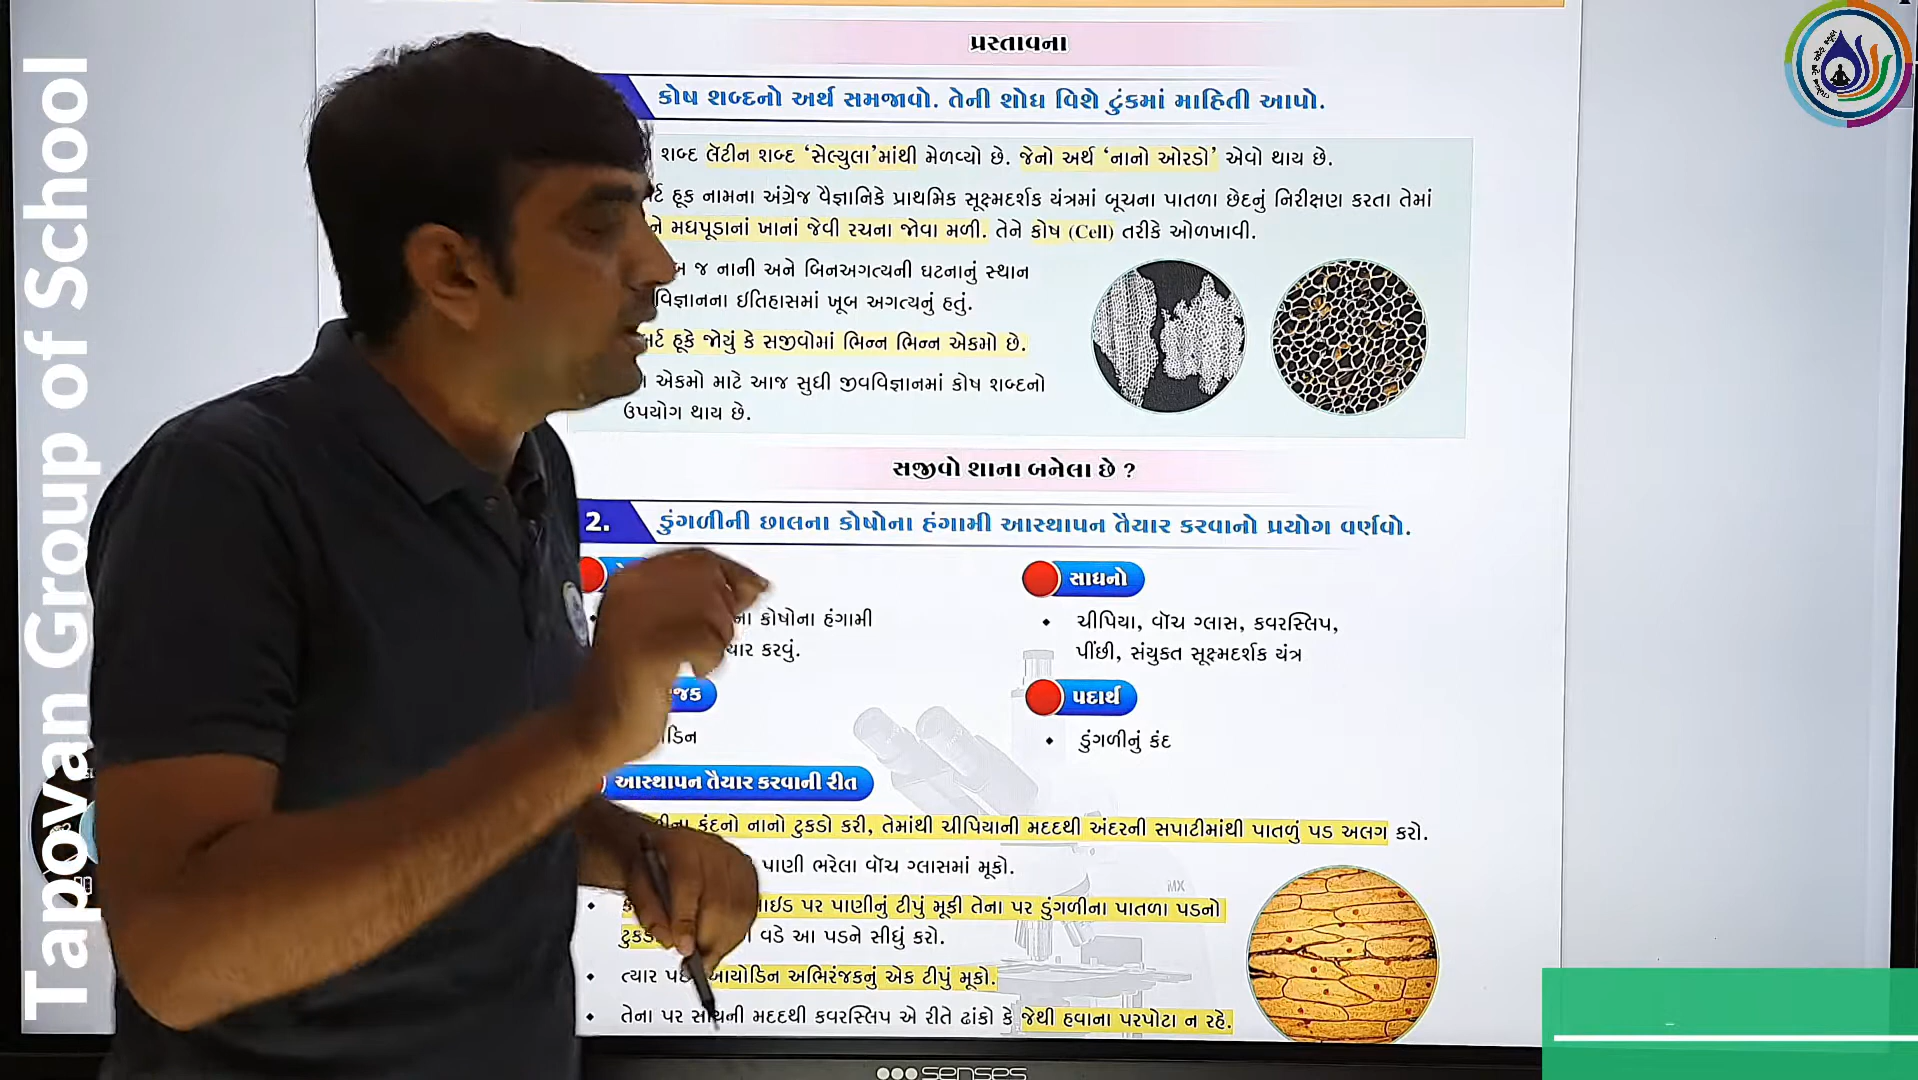 Tapovan Group of School
પ્રસ્તાવના
કોષ શબ્દનો અર્થ સમજાવો. તેની શોધ વિશે ટુંકમાં માહિતી આપો.
શબ્દ લૅટીન શબ્દ ‘સેલ્યુલા’માંથી મેળવ્યો છે. જેનો અર્થ ‘નાનો ઓરડો’ એવો થાય છે.
હૂક નામના અંગ્રેજ વૈજ્ઞાનિકે પ્રાથમિક સૂક્ષ્મદર્શક યંત્રમાં બૂચના પાતળા છેદનું નિરીક્ષણ કરતા તેમાં
મધપૂડાનાં ખાનાં જેવી રચના જોવા મળી. તેને કોષ (Cell) તરીકે ઓળખાવી.
જ નાની અને બિનઅગત્યની ઘટનાનું સ્થાન
વિજ્ઞાનના ઈતિહાસમાં ખૂબ અગત્યનું હતું.
હૂકે જોયું કે સજીવોમાં ભિન્ન ભિન્ન એકમો છે.
એકમો માટે આજ સુધી જીવવિજ્ઞાનમાં કોષ શબ્દનો
ઉપયોગ થાય છે.
સજીવો શાના બનેલા છે ?
2. ડુંગળીની છાલના કોષોના હંગામી આસ્થાપન તૈયાર કરવાનો પ્રયોગ વર્ણવો.
કોષોના હંગામી
કરવું.
સાધનો
• ચીપિયા, વૉચ ગ્લાસ, કવરસ્લિપ,
પીંછી, સંયુક્ત સૂક્ષ્મદર્શક યંત્ર
પદાર્થ
• ડુંગળીનું કંદ
આસ્થાપન તૈયાર કરવાની રીત
કંદનો નાનો ટુકડો કરી, તેમાંથી ચીપિયાની મદદથી અંદરની સપાટીમાંથી પાતળું પડ અલગ કરો.
પાણી ભરેલા વૉચ ગ્લાસમાં મૂકો.
પર પાણીનું ટીપું મૂકી તેના પર ડુંગળીના પાતળા પડનો
વડે આ પડને સીધું કરો.
• ત્યાર આયોડિન અભિરંજકનું એક ટીપું મૂકો.
• તેના પર સોયની મદદથી કવરસ્લિપ એ રીતે ઢાંકો કે જેથી હવાના પરપોટા ન રહે.
MX
senses